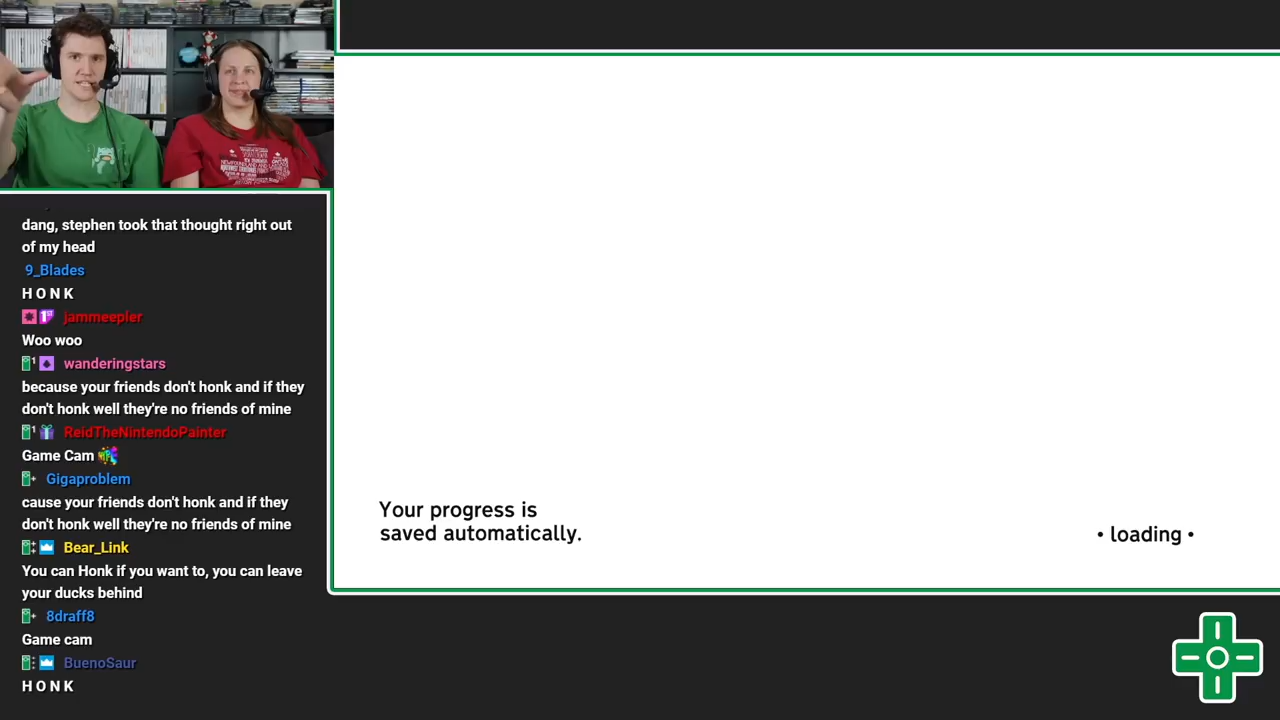 dang, stephen took that thought right out
of my head
9_Blades
H O N K
jammeepler
Woo woo
wanderingstars
because your friends don't honk and if they
don't honk well they're no friends of mine
ReidTheNintendoPainter
Game Cam
Gigaproblem
cause your friends don't honk and if they
don't honk well they're no friends of mine
Bear_Link
You can Honk if you want to, you can leave
your ducks behind
8draff8
Game cam
BuenoSaur
H O N K
Your progress is
saved automatically.
• loading •